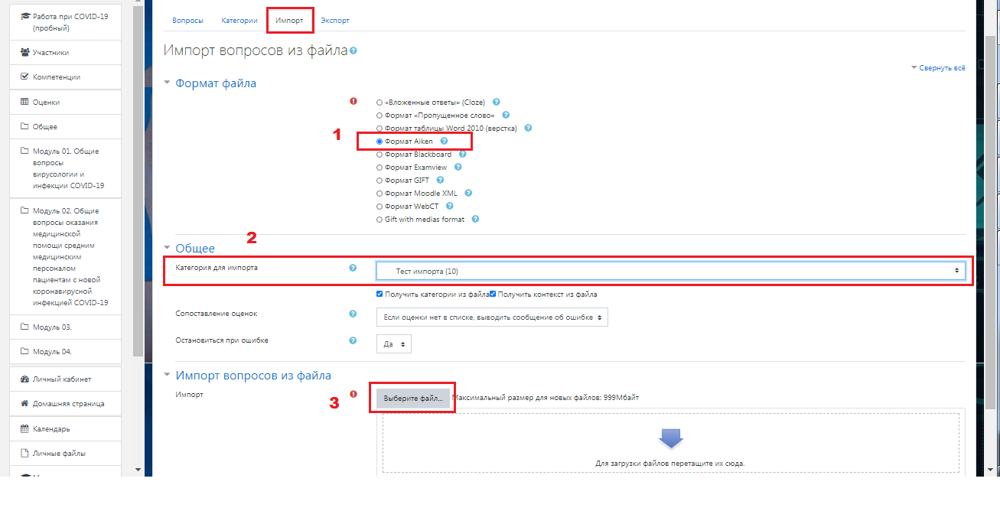 Работа при COVID-19
(пробный)
Участники
Компетенции
Оценки
Общее
Модуль 01. Общие
вопросы
вирусологии и
инфекции COVID-19
Модуль 02. Общие
вопросы оказания
медицинской
помощи средним
медицинским
персоналом
пациентам с новой
коронавирусной
инфекцией COVID-19
Модуль 03.
Модуль 04.
Личный кабинет
Домашняя страница
Календарь
Личные файлы
Вопросы Категории Импорт Экспорт
Импорт вопросов из файла
Свернуть всё
Формат файла
«Вложенные ответы» (Cloze)
Формат «Пропущенное слово»
Формат таблицы Word 2010 (верстка)
1
Формат Aiken
Формат Blackboard
Формат Examview
Формат GIFT
Формат Moodle XML
Формат WebCT
Gift with medias format
2
Общее
Категория для импорта
Тест импорта (10)
Получить категории из файла Получить контекст из файла
Сопоставление оценок
Если оценки нет в списке, выводить сообщение об ошибке
Остановиться при ошибке
Да
Импорт вопросов из файла
Импорт
3
Выберите файл... Максимальный размер для новых файлов: 999Мбайт
Для загрузки файлов перетащите их сюда.